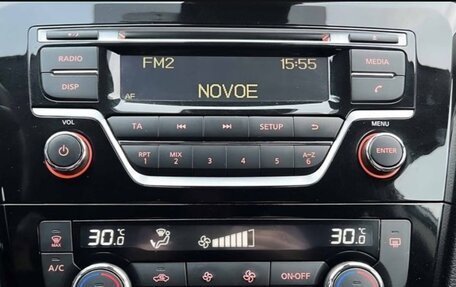 RADIO
FM2 15:55
MEDIA
DISP
AF
NOVOE
VOL
TA
SETUP
MENU
RPT
1
MIX
2
3
4
5
A-Z
6
ENTER
MAX
30.0
30.0
A/C
ON·OFF